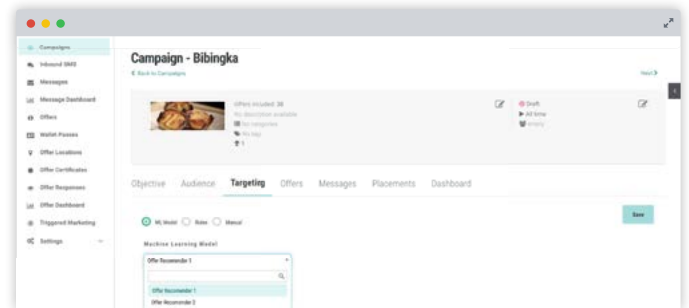 Campaigns
Inbound SMS
Messages
Message Dashboard
Offers
Wallet Passes
Offer Locations
Offer Certificates
Offer Responses
Offer Dashboard
Triggered Marketing
Settings
Campaign - Bibingka
Back to Campaigns
Next
Offers included: 38
No description available
No categories
No tag
1
Draft
All time
empty
Objective Audience Targeting Offers Messages Placements Dashboard
ML Model Rules Manual
Save
Machine Learning Model
Offer Recomender 1
Offer Recomender 1
Offer Recomender 2